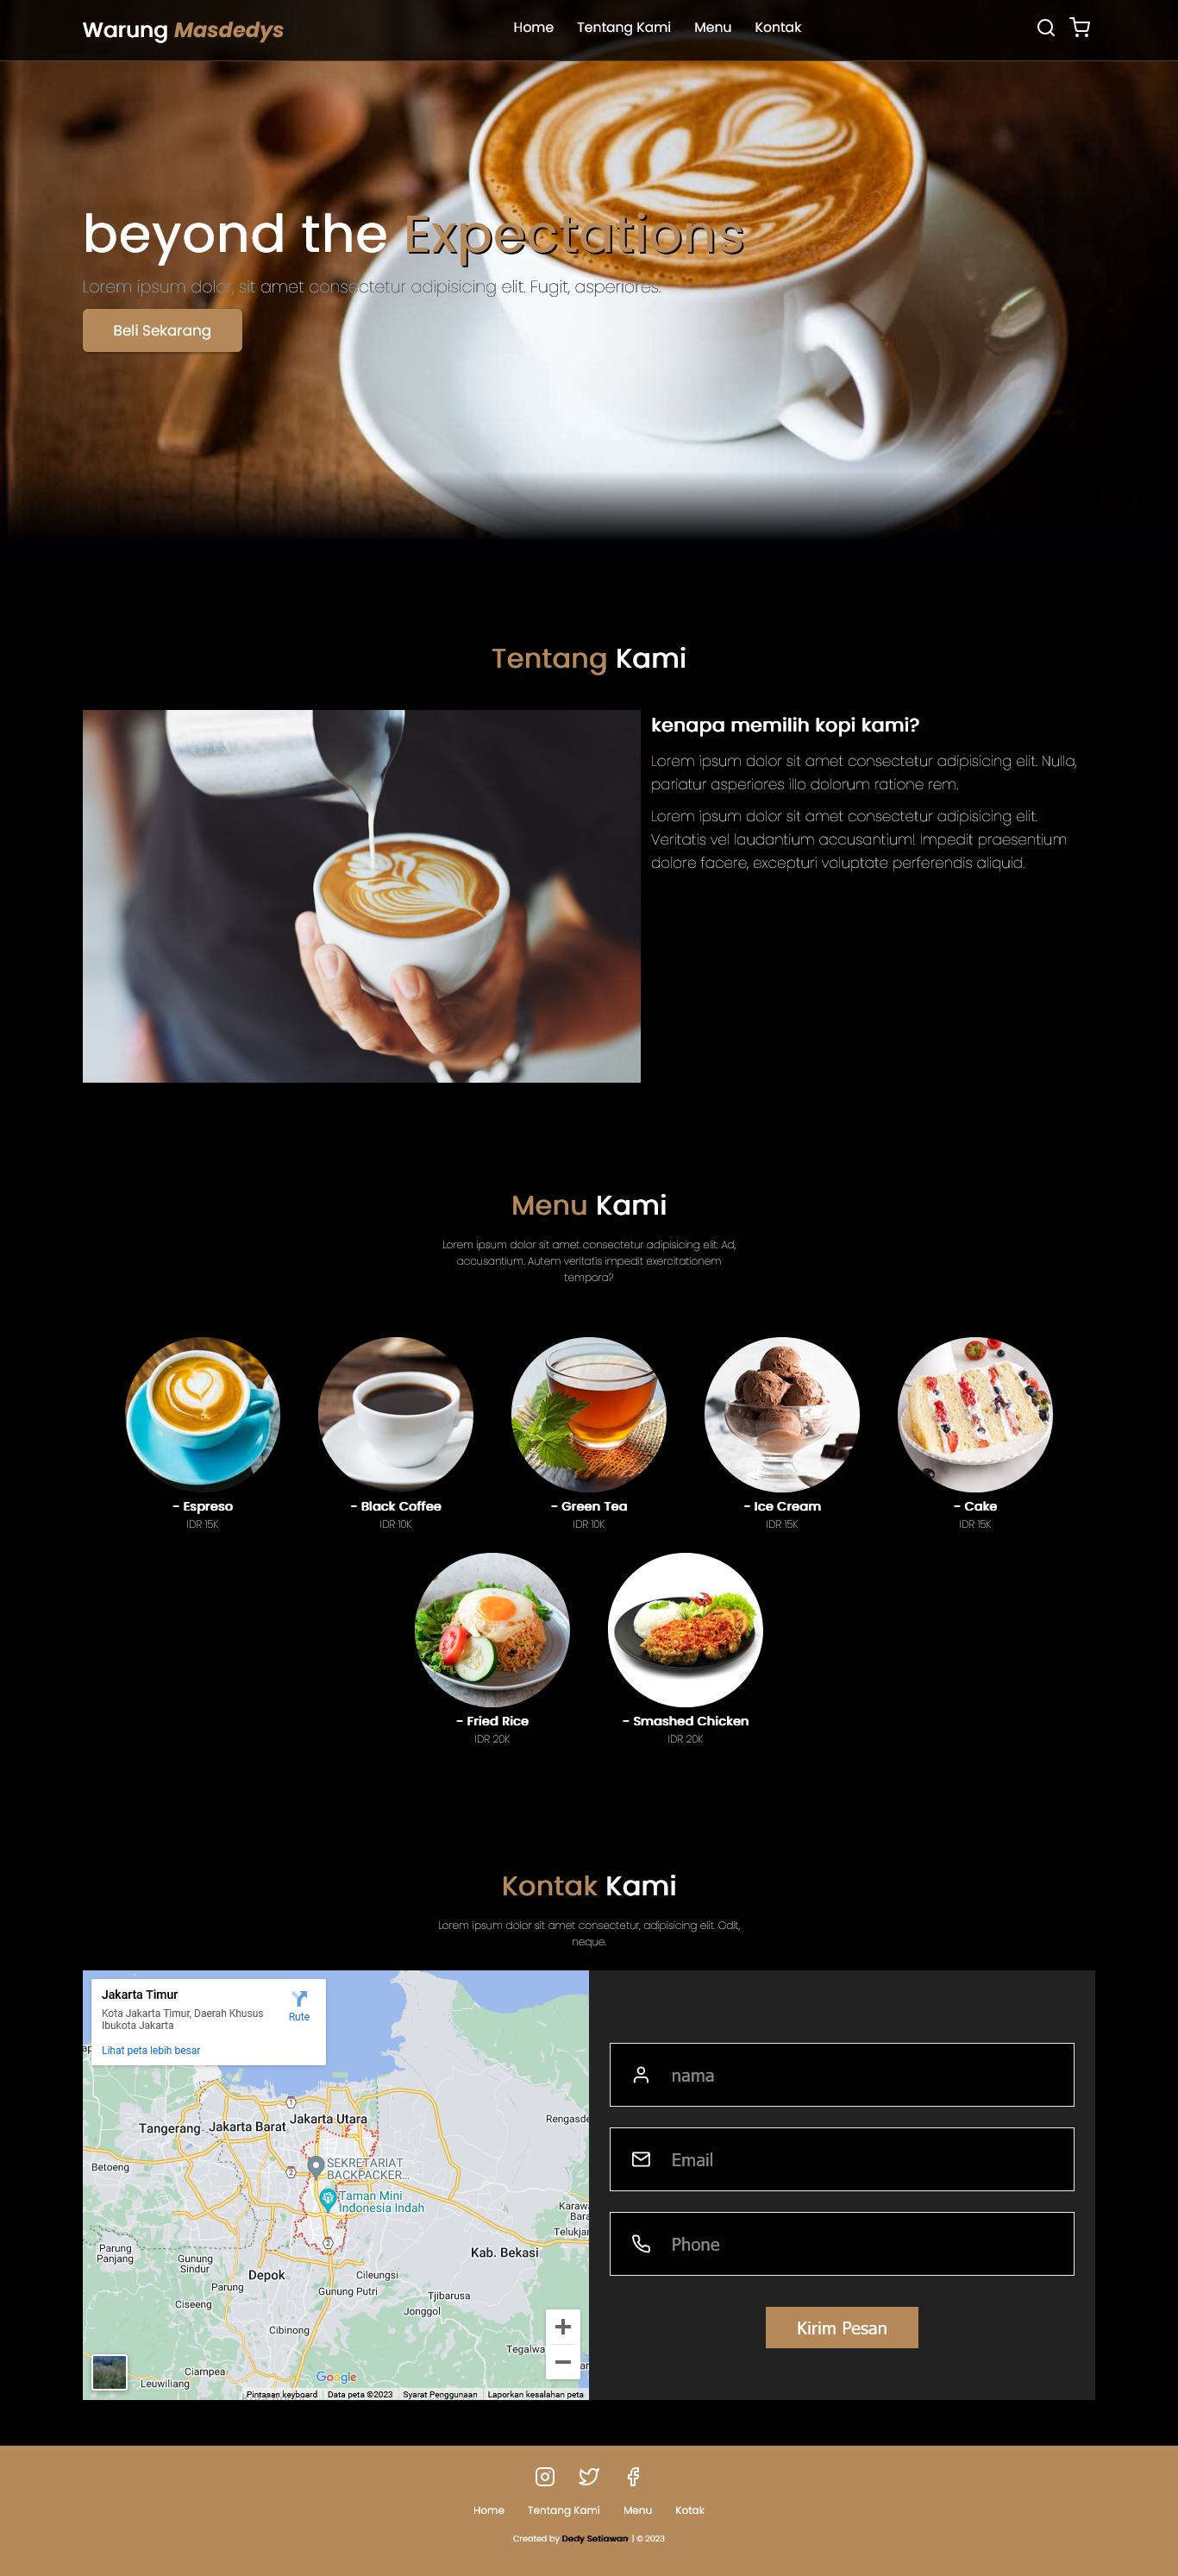 Warung Masdedys
Home Tentang Kami Menu Kontak
beyond the Expectations
Lorem ipsum dolor, sit amet consectetur adipisicing elit. Fugit, asperiores.
Beli Sekarang
Tentang Kami
kenapa memilih kopi kami?
Lorem ipsum dolor sit amet consectetur adipisicing elit. Nulla,
pariatur asperiores illo dolorum ratione rem.
Lorem ipsum dolor sit amet consectetur adipisicing elit.
Veritatis vel laudantium accusantium! Impedit praesentium
dolore facere, excepturi voluptate perferendis aliquid.
Menu Kami
Lorem ipsum dolor sit amet consectetur adipisicing elit. Ad,
accusantium. Autem veritatis impedit exercitationem
tempora?
- Espreso
IDR 15K
- Black Coffee
IDR 10K
- Green Tea
IDR 10K
- Ice Cream
IDR 15K
- Cake
IDR 15K
- Fried Rice
IDR 20K
- Smashed Chicken
IDR 20K
Kontak Kami
Lorem ipsum dolor sit amet consectetur, adipisicing elit. Odit,
neque.
Jakarta Timur
Kota Jakarta Timur, Daerah Khusus
Ibukota Jakarta
Rute
Lihat peta lebih besar
1
Tangerang
Jakarta Barat
Jakarta Utara
Rengasde
Betoeng
2
SEKRETARIAT
BACKPACKER...
Taman Mini
Indonesia Indah
Karaw
Bara
Telukja
2
Parung
Panjang
Gunung
Sindur
Kab. Bekasi
Depok
Cileungsi
Parung
Gunung Putri
Tjibarusa
Ciseeng
Jonggol
Cibinong
Tegalwa
Ciampea
Leuwiliang
Google
Pintasan keyboard
Data peta ©2023
Syarat Penggunaan
Laporkan kesalahan peta
nama
Email
Phone
Kirim Pesan
Home Tentang Kami Menu Kotak
Created by Dedy Setiawan | © 2023